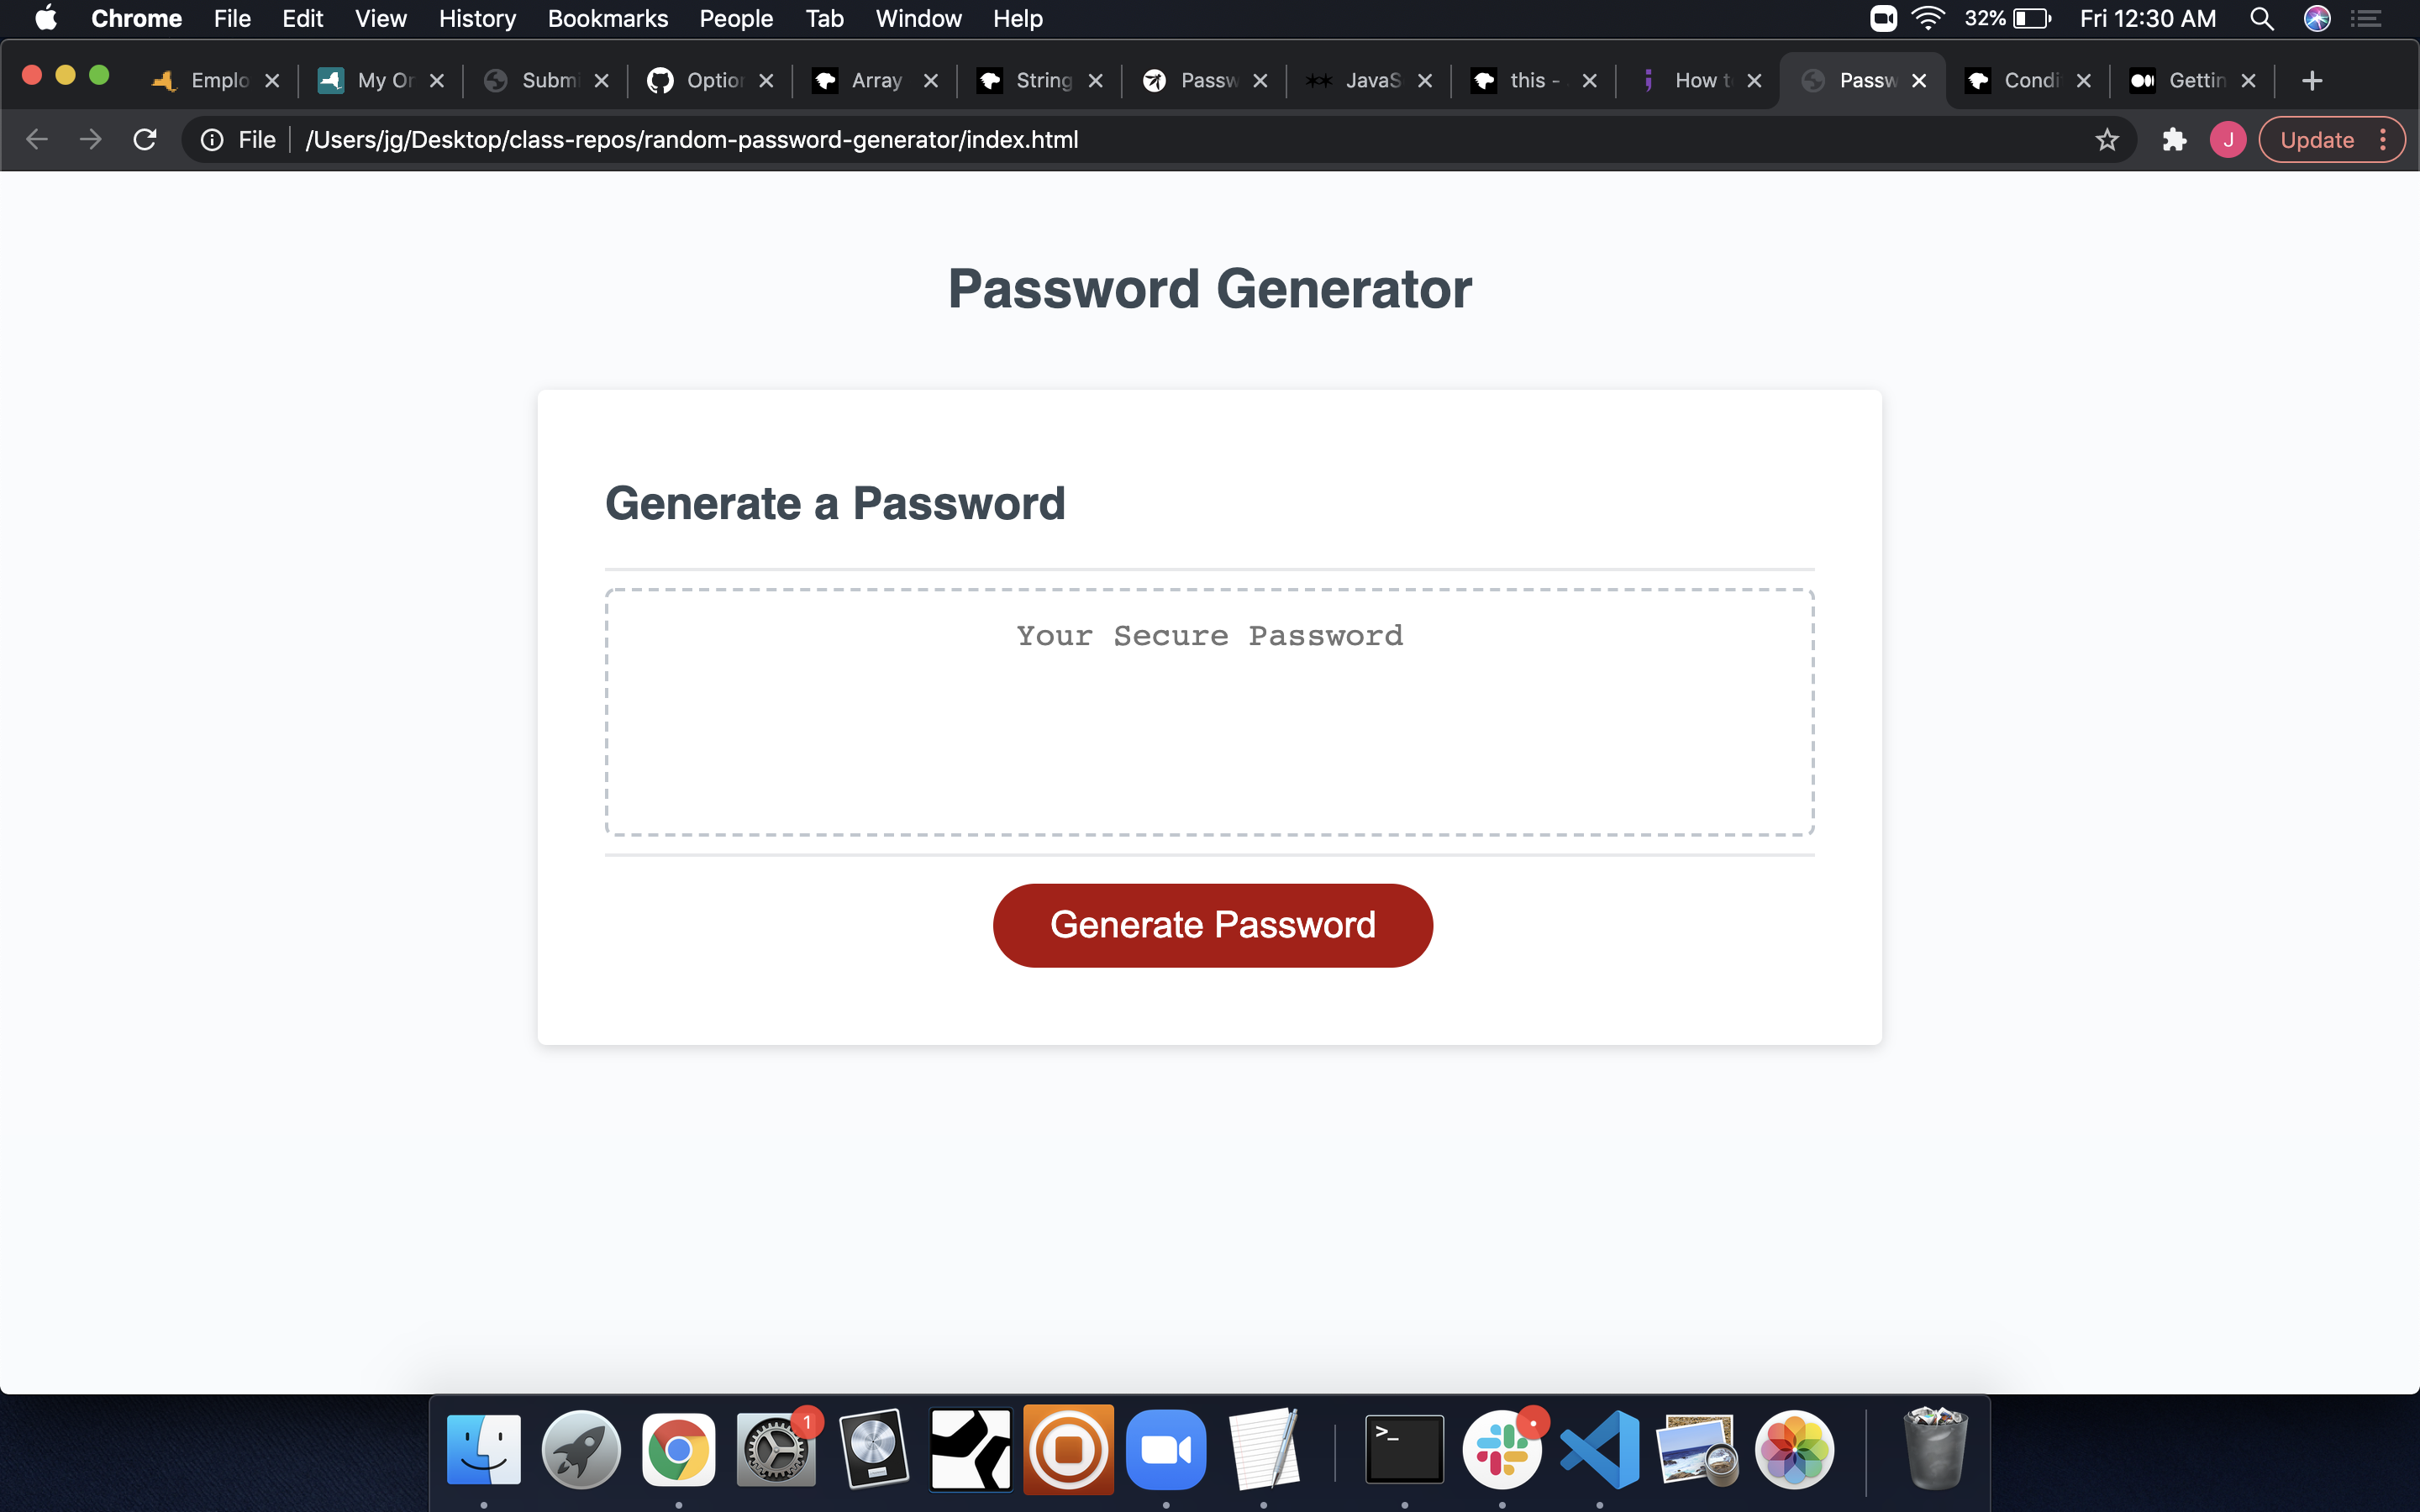 Chrome File Edit View History Bookmarks People Tab Window Help 32% Fri 12:30 AM
Emplo My Or Submi Option Array String Passw JavaS this - How t Passw Condi Gettin
File /Users/jg/Desktop/class-repos/random-password-generator/index.html J Update
Password Generator
Generate a Password
Your Secure Password
Generate Password
1
>_